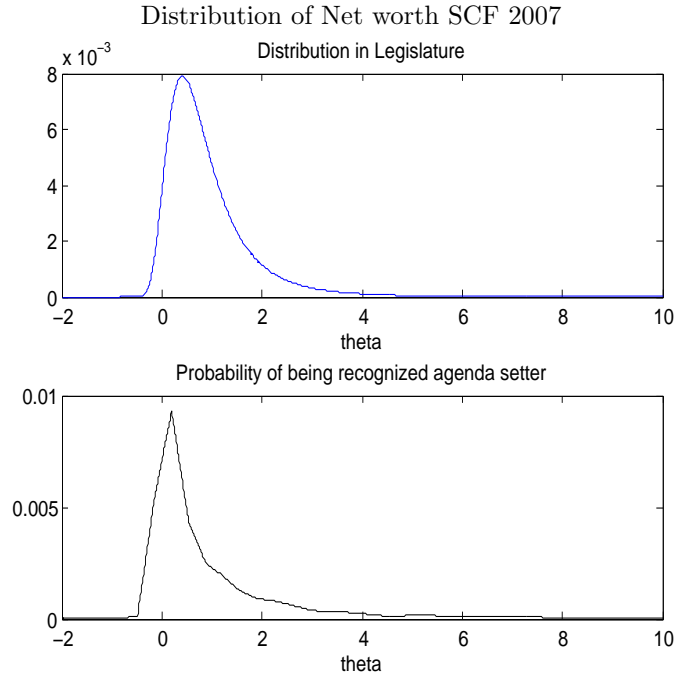 Distribution of Net worth SCF 2007
x 10⁻³
Distribution in Legislature
8
6
4
2
0
−2 0 2 4 6 8 10
theta
Probability of being recognized agenda setter
0.01
0.005
0
−2 0 2 4 6 8 10
theta